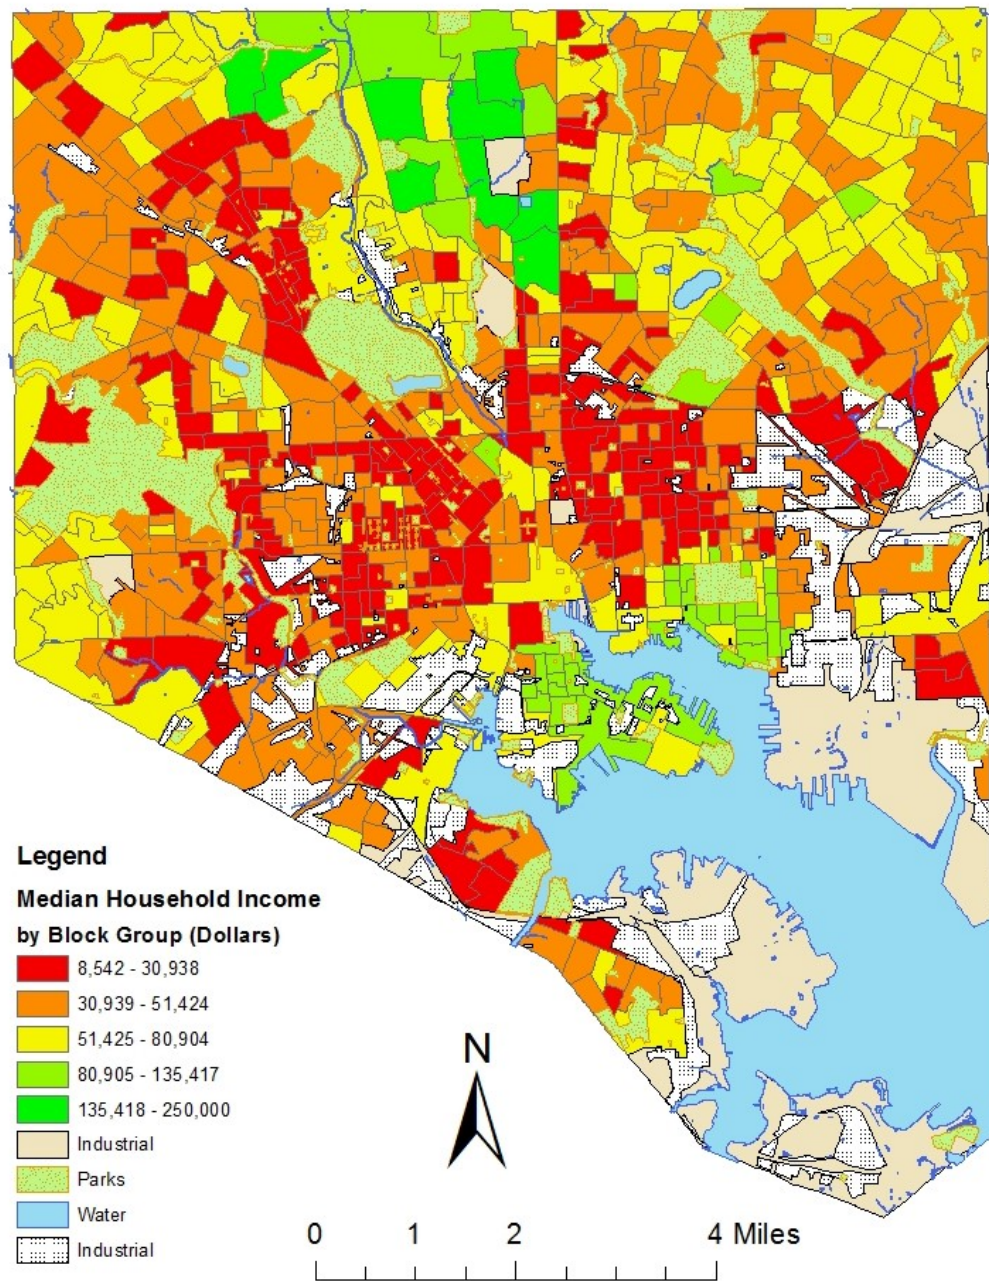 Legend
Median Household Income
by Block Group (Dollars)
8,542 - 30,938
30,939 - 51,424
51,425 - 80,904
80,905 - 135,417
135,418 - 250,000
Industrial
Parks
Water
Industrial
N
0 1 2 4 Miles